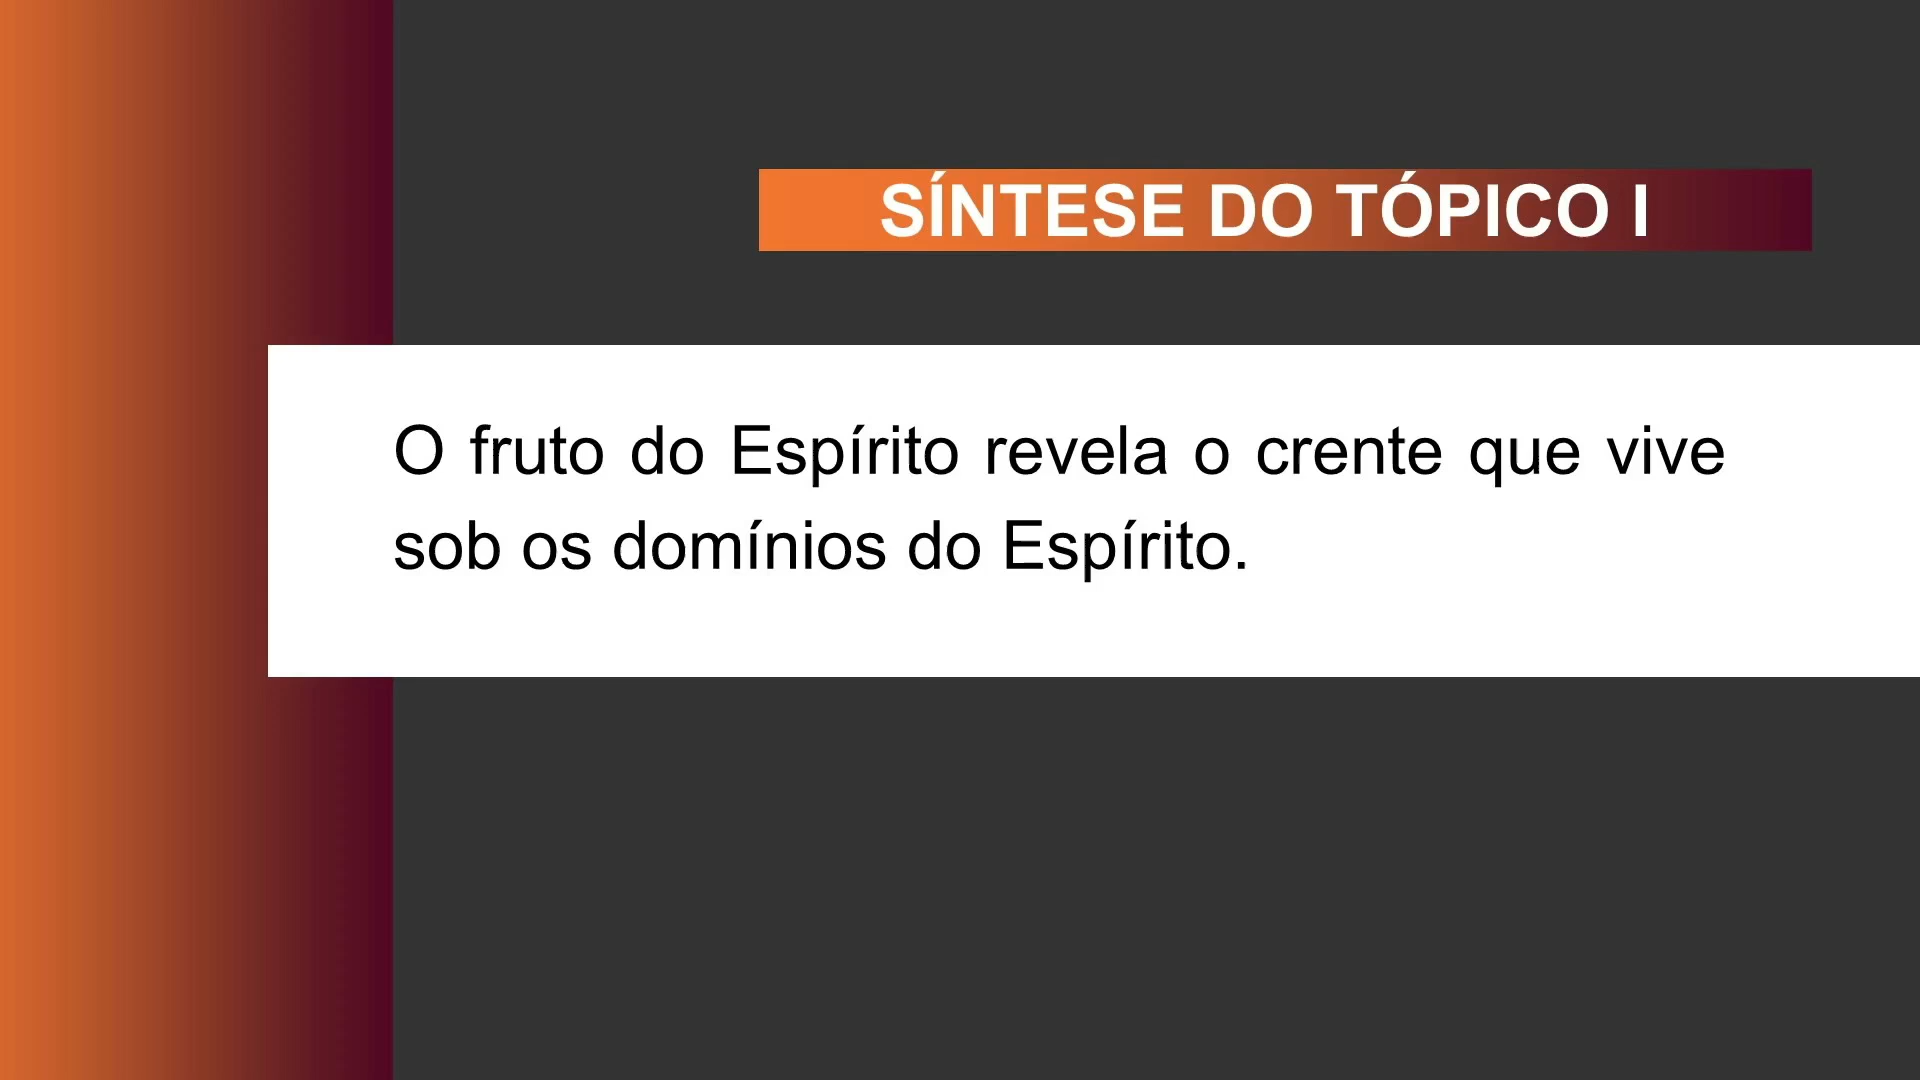 SÍNTESE DO TÓPICO I
O fruto do Espírito revela o crente que vive
sob os domínios do Espírito.